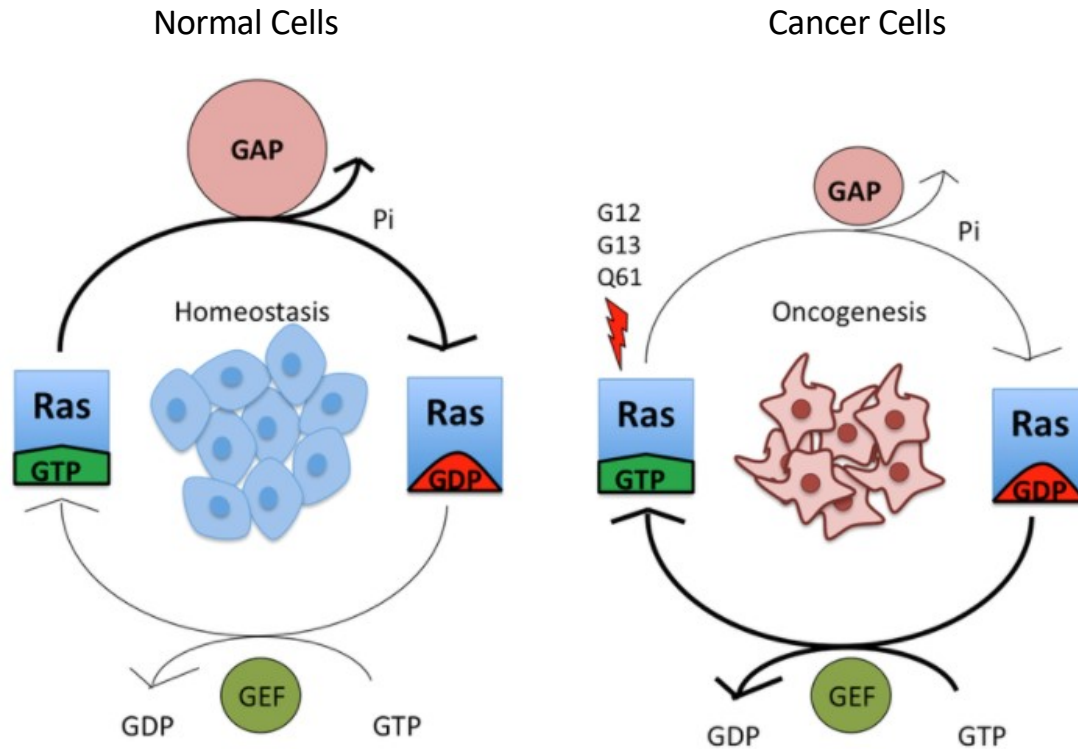 Normal Cells
GAP
Pi
Homeostasis
Ras
GTP
Ras
GDP
GEF
GDP
GTP
Cancer Cells
GAP
G12
G13
Q61
Pi
Oncogenesis
Ras
GTP
Ras
GDP
GEF
GDP
GTP